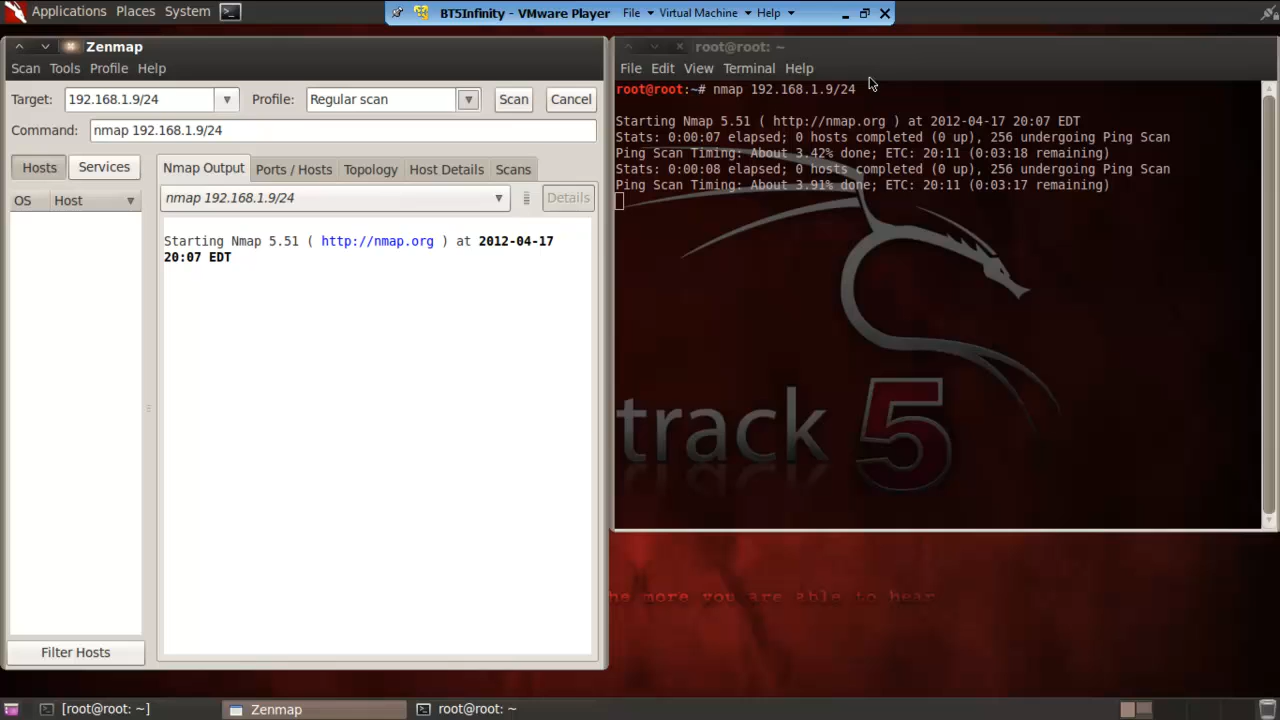 Applications Places System
BT5Infinity - VMware Player File Virtual Machine Help
Zenmap
Scan Tools Profile Help
Target: 192.168.1.9/24 Profile: Regular scan Scan Cancel
Command: nmap 192.168.1.9/24
Hosts Services
OS Host
Filter Hosts
Nmap Output Ports / Hosts Topology Host Details Scans
nmap 192.168.1.9/24 Details
Starting Nmap 5.51 ( http://nmap.org ) at 2012-04-17
20:07 EDT
root@root: ~
File Edit View Terminal Help
root@root:~# nmap 192.168.1.9/24
Starting Nmap 5.51 ( http://nmap.org ) at 2012-04-17 20:07 EDT
Stats: 0:00:07 elapsed; 0 hosts completed (0 up), 256 undergoing Ping Scan
Ping Scan Timing: About 3.42% done; ETC: 20:11 (0:03:18 remaining)
Stats: 0:00:08 elapsed; 0 hosts completed (0 up), 256 undergoing Ping Scan
Ping Scan Timing: About 3.91% done; ETC: 20:11 (0:03:17 remaining)
track 5
he more you are able to hear
[root@root: ~] Zenmap root@root: ~